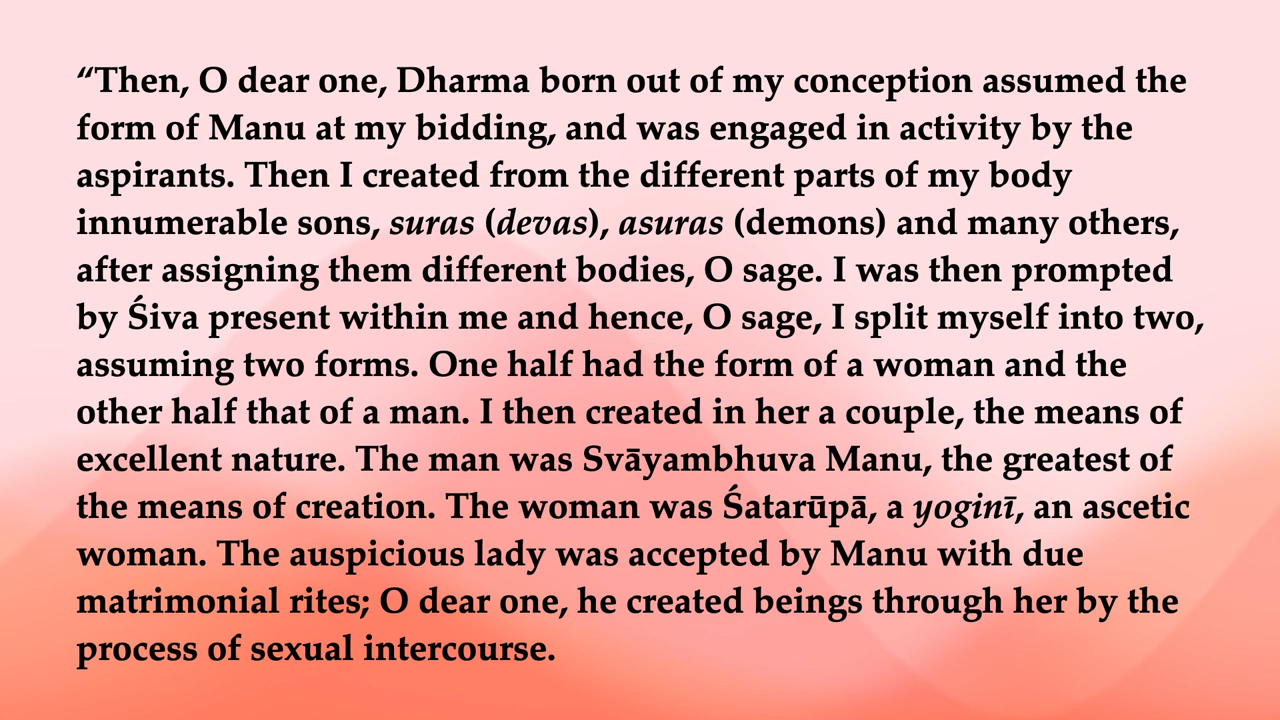 “Then, O dear one, Dharma born out of my conception assumed the
form of Manu at my bidding, and was engaged in activity by the
aspirants. Then I created from the different parts of my body
innumerable sons, suras (devas), asuras (demons) and many others,
after assigning them different bodies, O sage. I was then prompted
by Śiva present within me and hence, O sage, I split myself into two,
assuming two forms. One half had the form of a woman and the
other half that of a man. I then created in her a couple, the means of
excellent nature. The man was Svāyambhuva Manu, the greatest of
the means of creation. The woman was Śatarūpā, a yoginī, an ascetic
woman. The auspicious lady was accepted by Manu with due
matrimonial rites; O dear one, he created beings through her by the
process of sexual intercourse.